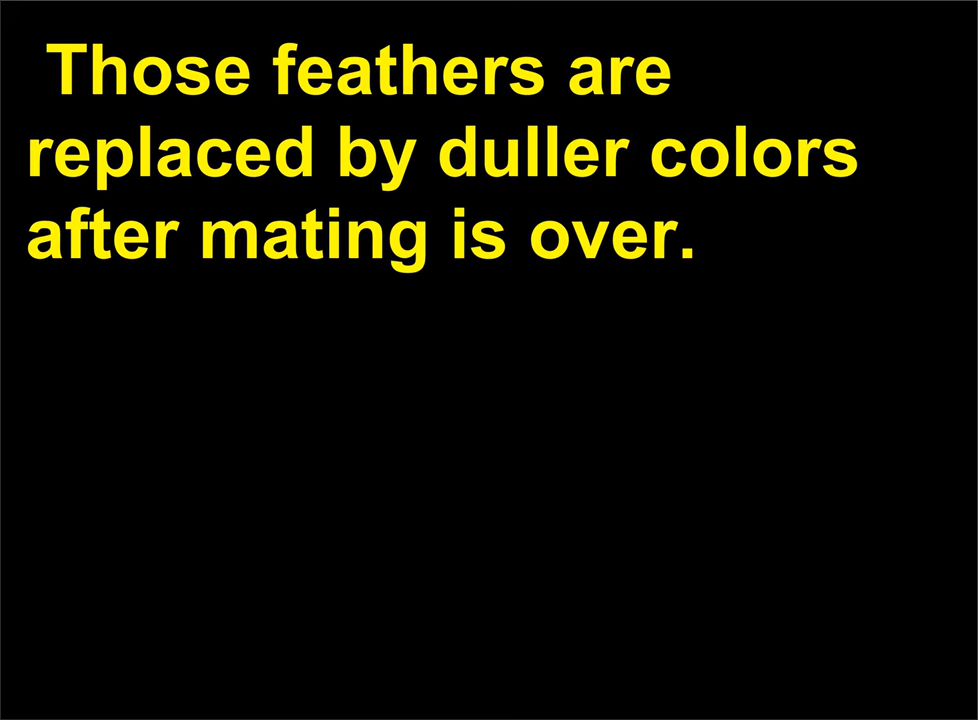 Those feathers are
replaced by duller colors
after mating is over.